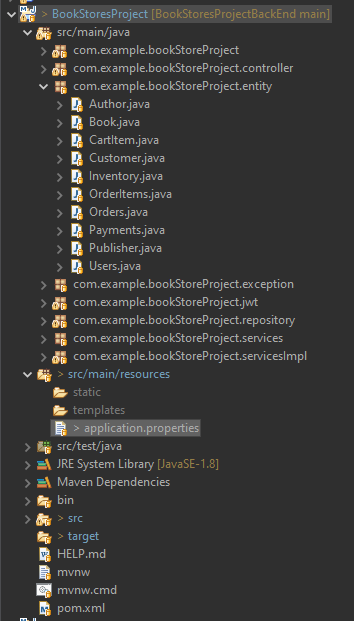 > BookStoresProject [BookStoresProjectBackEnd main]
src/main/java
com.example.bookStoreProject
com.example.bookStoreProject.controller
com.example.bookStoreProject.entity
Author.java
Book.java
CartItem.java
Customer.java
Inventory.java
OrderItems.java
Orders.java
Payments.java
Publisher.java
Users.java
com.example.bookStoreProject.exception
com.example.bookStoreProject.jwt
com.example.bookStoreProject.repository
com.example.bookStoreProject.services
com.example.bookStoreProject.servicesImpl
> src/main/resources
static
templates
> application.properties
src/test/java
JRE System Library [JavaSE-1.8]
Maven Dependencies
bin
> src
> target
HELP.md
mvnw
mvnw.cmd
pom.xml